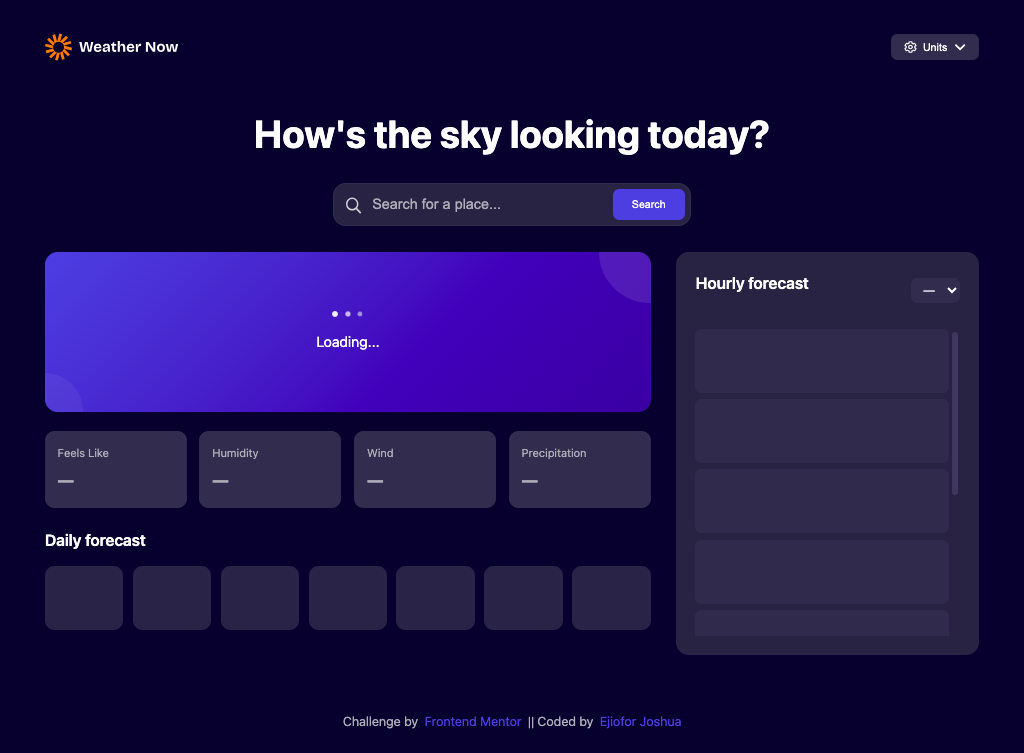 Weather Now
Units
How's the sky looking today?
Search for a place...
Search
Loading...
Hourly forecast
—
Feels Like
—
Humidity
—
Wind
—
Precipitation
—
Daily forecast
Challenge by Frontend Mentor || Coded by Ejiofor Joshua